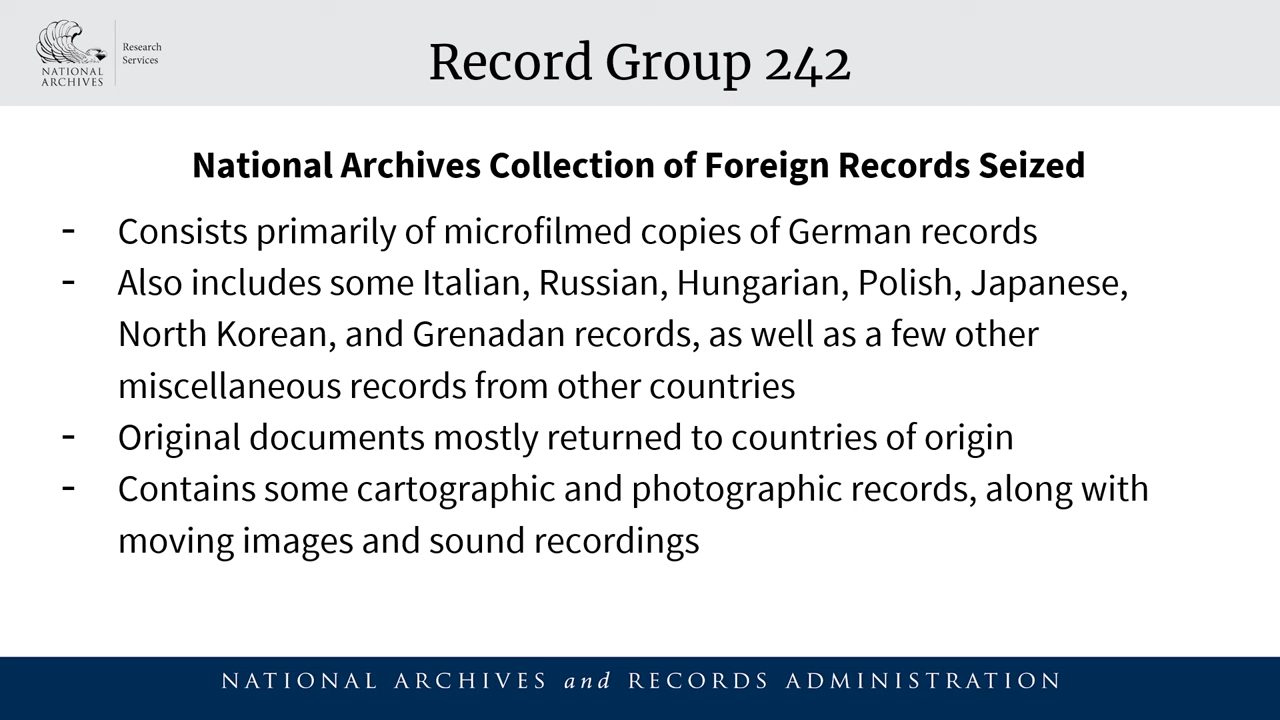 NATIONAL
ARCHIVES
Research
Services
Record Group 242
National Archives Collection of Foreign Records Seized
- Consists primarily of microfilmed copies of German records
- Also includes some Italian, Russian, Hungarian, Polish, Japanese,
North Korean, and Grenadan records, as well as a few other
miscellaneous records from other countries
- Original documents mostly returned to countries of origin
- Contains some cartographic and photographic records, along with
moving images and sound recordings
NATIONAL ARCHIVES and RECORDS ADMINISTRATION